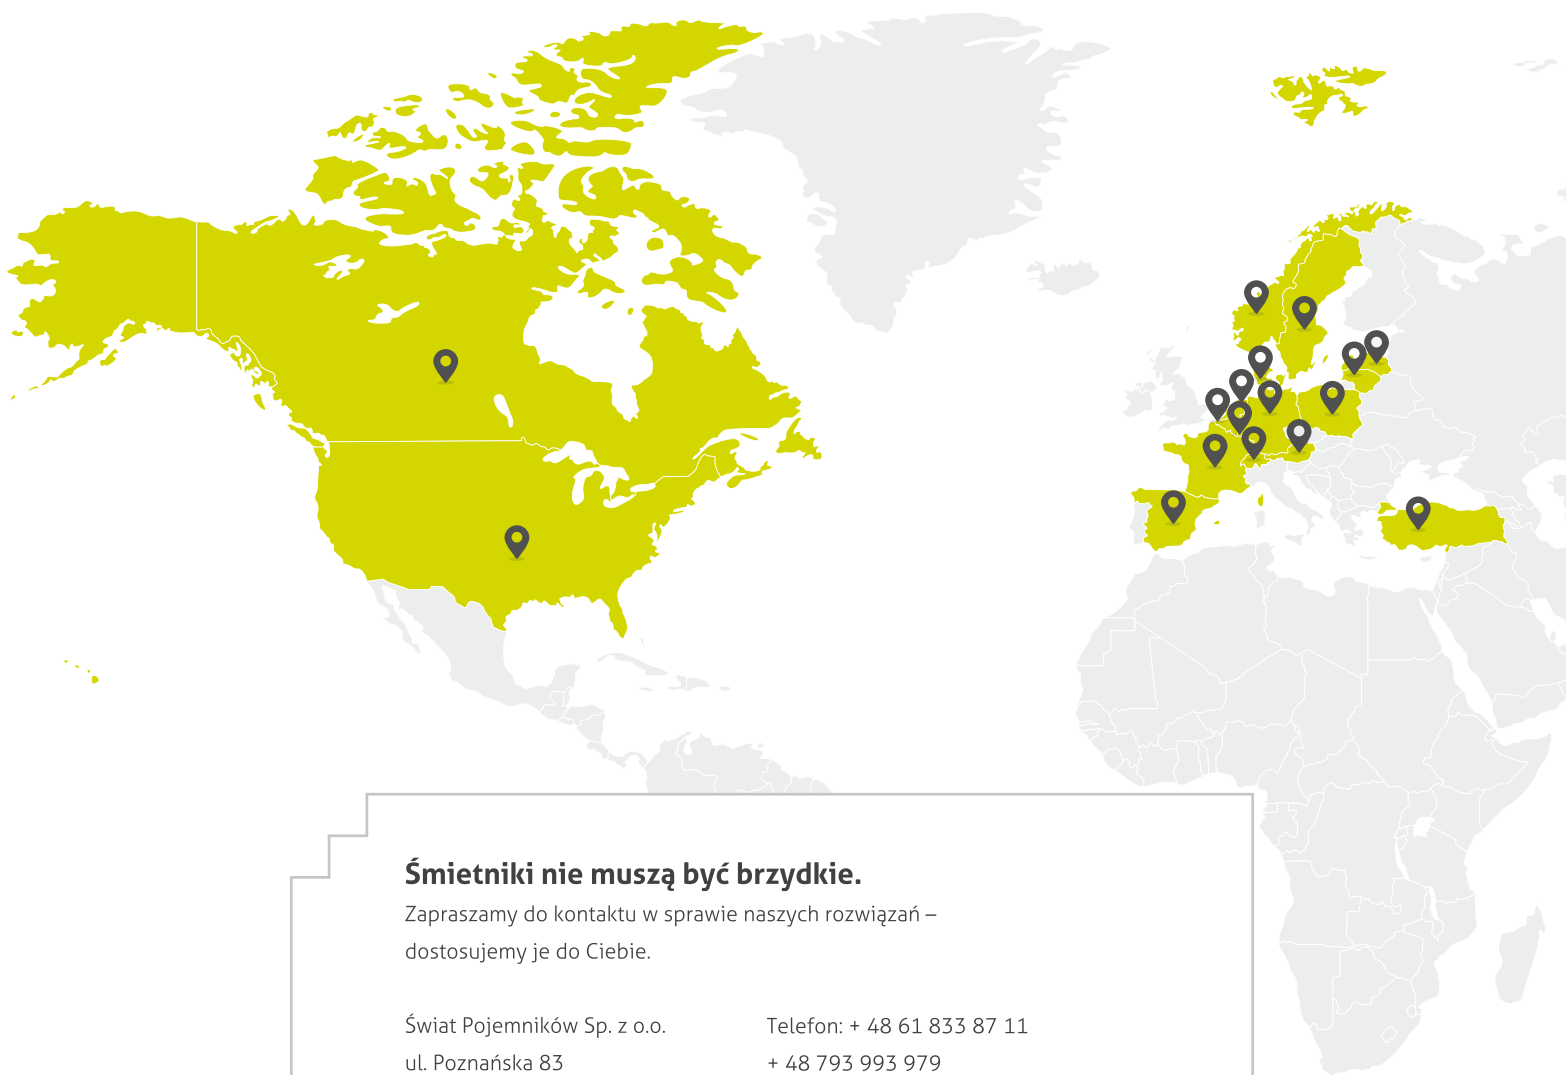 Śmietniki nie muszą być brzydkie.
Zapraszamy do kontaktu w sprawie naszych rozwiązań –
dostosujemy je do Ciebie.
Świat Pojemników Sp. z o.o.
ul. Poznańska 83
Telefon: + 48 61 833 87 11
+ 48 793 993 979